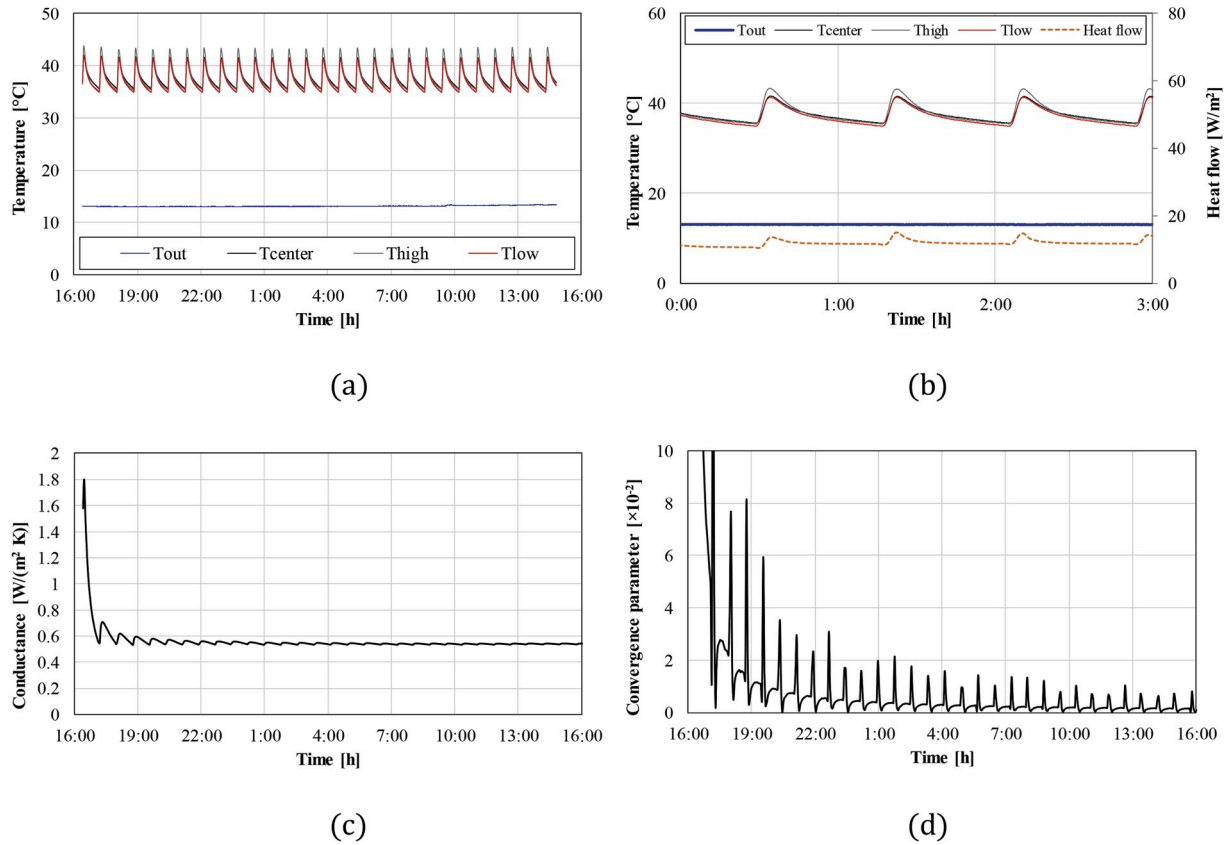 50
40
30
20
10
0
Temperature [°C]
Tout Tcenter Thigh Tlow
16:00 19:00 22:00 1:00 4:00 7:00 10:00 13:00 16:00
Time [h]
(a)
60
40
20
0
Temperature [°C]
Tout Tcenter Thigh Tlow Heat flow
80
60
40
20
0
Heat flow [W/m²]
0:00 1:00 2:00 3:00
Time [h]
(b)
2
1.8
1.6
1.4
1.2
1
0.8
0.6
0.4
0.2
0
Conductance [W/(m² K)]
16:00 19:00 22:00 1:00 4:00 7:00 10:00 13:00 16:00
Time [h]
(c)
10
8
6
4
2
0
Convergence parameter [×10⁻²]
16:00 19:00 22:00 1:00 4:00 7:00 10:00 13:00 16:00
Time [h]
(d)